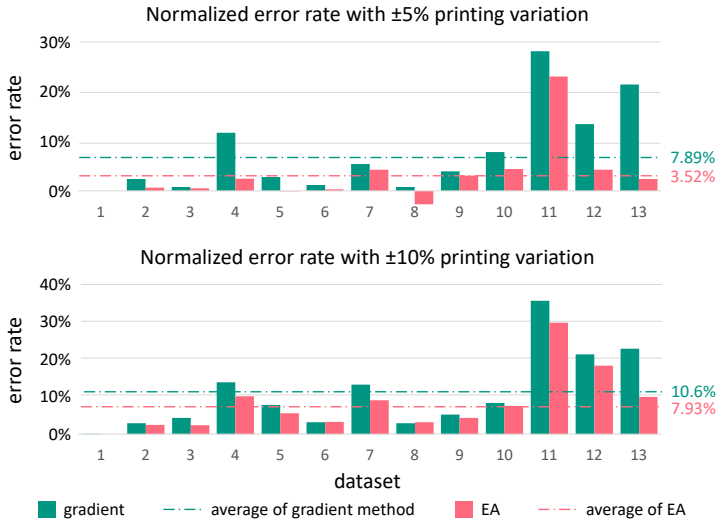 Normalized error rate with ±5% printing variation
error rate
30%
20%
10%
0%
7.89%
3.52%
1 2 3 4 5 6 7 8 9 10 11 12 13
Normalized error rate with ±10% printing variation
error rate
40%
30%
20%
10%
0%
10.6%
7.93%
1 2 3 4 5 6 7 8 9 10 11 12 13
dataset
gradient average of gradient method EA average of EA